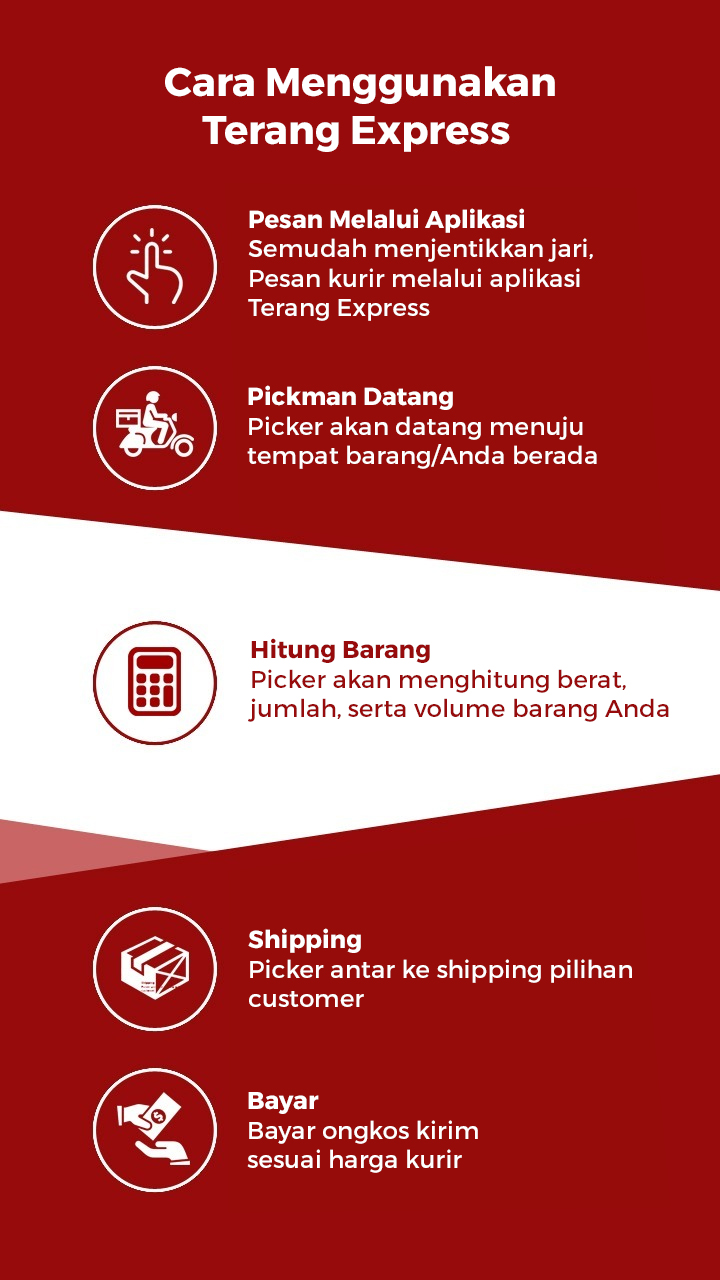 Cara Menggunakan
Terang Express
Pesan Melalui Aplikasi
Semudah menjentikkan jari,
Pesan kurir melalui aplikasi
Terang Express
Pickman Datang
Picker akan datang menuju
tempat barang/Anda berada
Hitung Barang
Picker akan menghitung berat,
jumlah, serta volume barang Anda
Shipping
Picker antar ke shipping pilihan
customer
Bayar
Bayar ongkos kirim
sesuai harga kurir